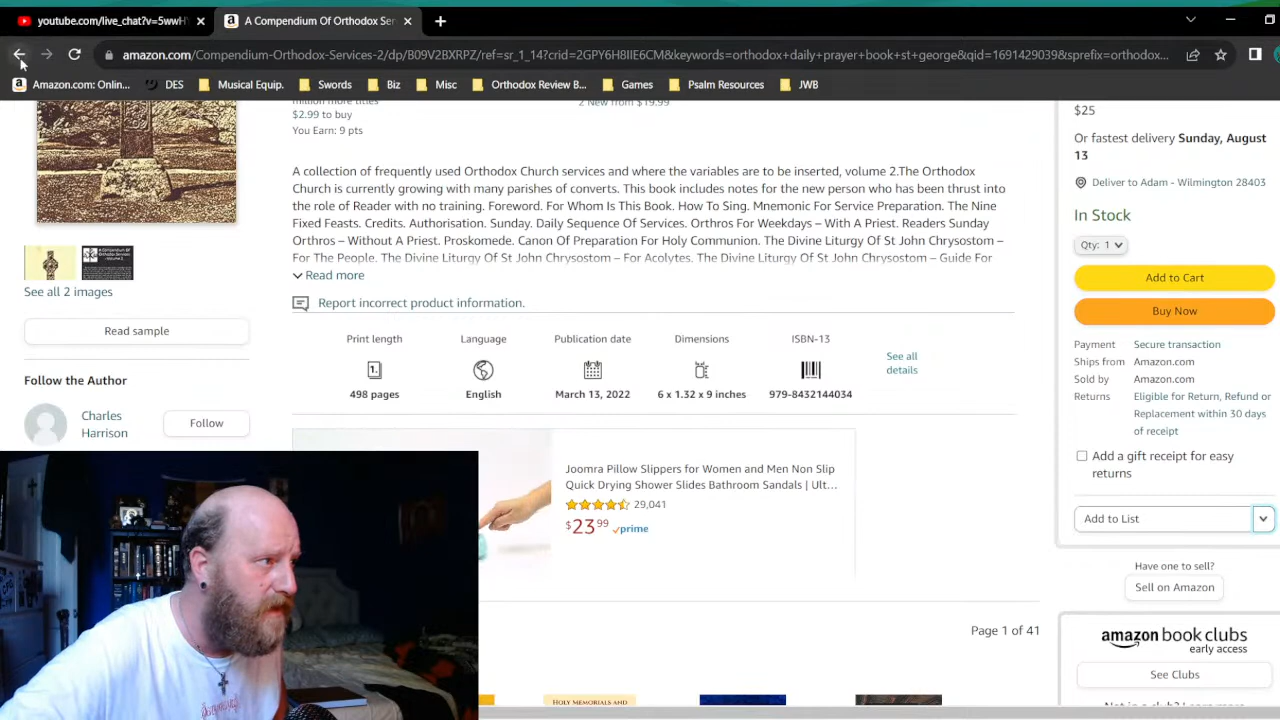 youtube.com/live_chat?v=5wwH
A Compendium Of Orthodox Ser
amazon.com/Compendium-Orthodox-Services-2/dp/B09V2BXRPZ/ref=sr_1_14?crid=2GPY6H8IIE6CM&keywords=orthodox+daily+prayer+book+st+george&qid=1691429039&sprefix=orthodox...
Amazon.com: Onlin...
DES
Musical Equip.
Swords
Biz
Misc
Orthodox Review B...
Games
Psalm Resources
JWB
million more titles
$2.99 to buy
You Earn: 9 pts
2 New from $19.99
A collection of frequently used Orthodox Church services and where the variables are to be inserted, volume 2.The Orthodox
Church is currently growing with many parishes of converts. This book includes notes for the new person who has been thrust into
the role of Reader with no training. Foreword. For Whom Is This Book. How To Sing. Mnemonic For Service Preparation. The Nine
Fixed Feasts. Credits. Authorisation. Sunday. Daily Sequence Of Services. Orthros For Weekdays – With A Priest. Readers Sunday
Orthros – Without A Priest. Proskomede. Canon Of Preparation For Holy Communion. The Divine Liturgy Of St John Chrysostom –
For The People. The Divine Liturgy Of St John Chrysostom – For Acolytes. The Divine Liturgy Of St John Chrysostom – Guide For
Read more
See all 2 images
Read sample
Report incorrect product information.
Print length
498 pages
Language
English
Publication date
March 13, 2022
Dimensions
6 x 1.32 x 9 inches
ISBN-13
979-8432144034
See all
details
Follow the Author
Charles
Harrison
Follow
Joomra Pillow Slippers for Women and Men Non Slip
Quick Drying Shower Slides Bathroom Sandals | Ult...
29,041
$23 99 prime
Page 1 of 41
HOLY MEMORIALS AND
$25
Or fastest delivery Sunday, August
13
Deliver to Adam - Wilmington 28403
In Stock
Qty: 1
Add to Cart
Buy Now
Payment Secure transaction
Ships from Amazon.com
Sold by Amazon.com
Returns Eligible for Return, Refund or
Replacement within 30 days
of receipt
Add a gift receipt for easy
returns
Add to List
Have one to sell?
Sell on Amazon
amazon book clubs
early access
See Clubs